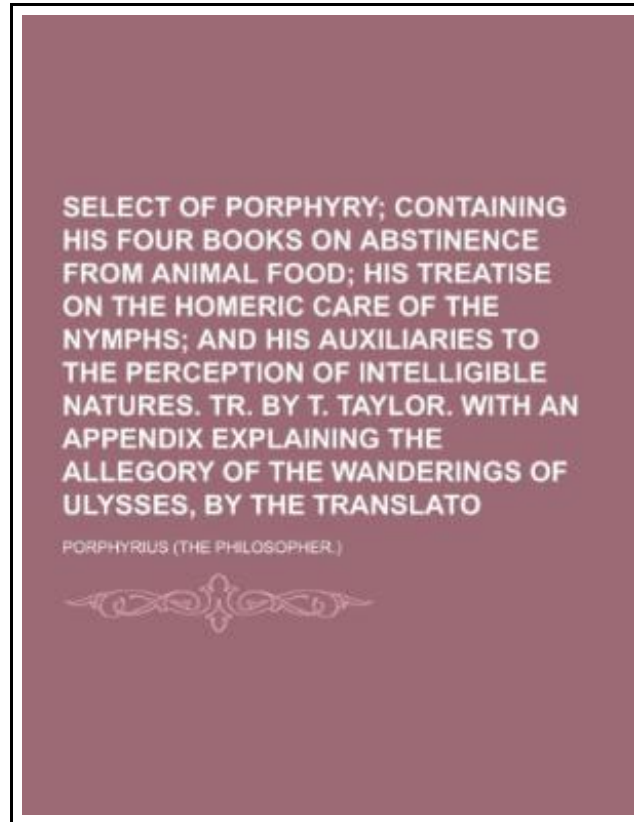 SELECT OF PORPHYRY; CONTAINING
HIS FOUR BOOKS ON ABSTINENCE
FROM ANIMAL FOOD; HIS TREATISE
ON THE HOMERIC CARE OF THE
NYMPHS; AND HIS AUXILIARIES TO
THE PERCEPTION OF INTELLIGIBLE
NATURES. TR. BY T. TAYLOR. WITH AN
APPENDIX EXPLAINING THE
ALLEGORY OF THE WANDERINGS OF
ULYSSES, BY THE TRANSLATO
PORPHYRIUS (THE PHILOSOPHER.)